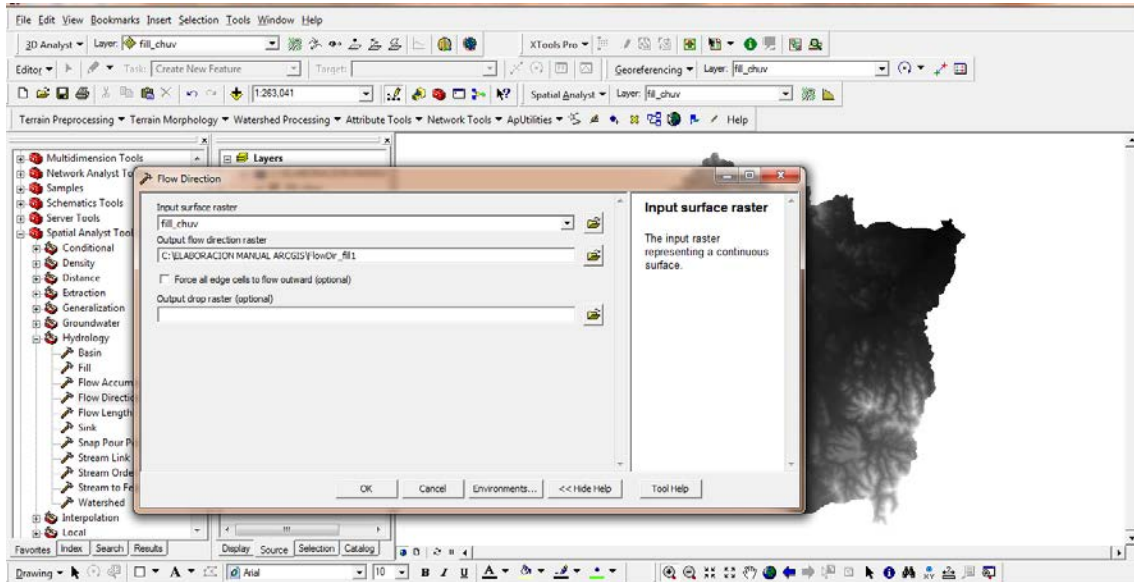 File Edit View Bookmarks Insert Selection Tools Window Help
3D Analyst Layer: fill_chuv XTools Pro
Editor Task: Create New Feature Target: Georeferencing Layer: fill_chuv
1:263,041 Spatial Analyst Layer: fill_chuv
Terrain Preprocessing Terrain Morphology Watershed Processing Attribute Tools Network Tools ApUtilities Help
Multidimension Tools
Network Analyst To
Samples
Schematics Tools
Server Tools
Spatial Analyst Tool
Conditional
Density
Distance
Extraction
Generalization
Groundwater
Hydrology
Basin
Fill
Flow Accum
Flow Directio
Flow Length
Sink
Snap Pour P
Stream Link
Stream Orde
Stream to Fe
Watershed
Interpolation
Local
Favorites Index Search Results
Layers
Flow Direction
Input surface raster
fill_chuv
Output flow direction raster
C:\ELABORACION MANUAL ARCGIS\FlowDir_fill1
Force all edge cells to flow outward (optional)
Output drop raster (optional)
OK Cancel Environments... << Hide Help Tool Help
Input surface raster
The input raster
representing a continuous
surface.
Display Source Selection Catalog
Drawing A Arial 10 B I U A